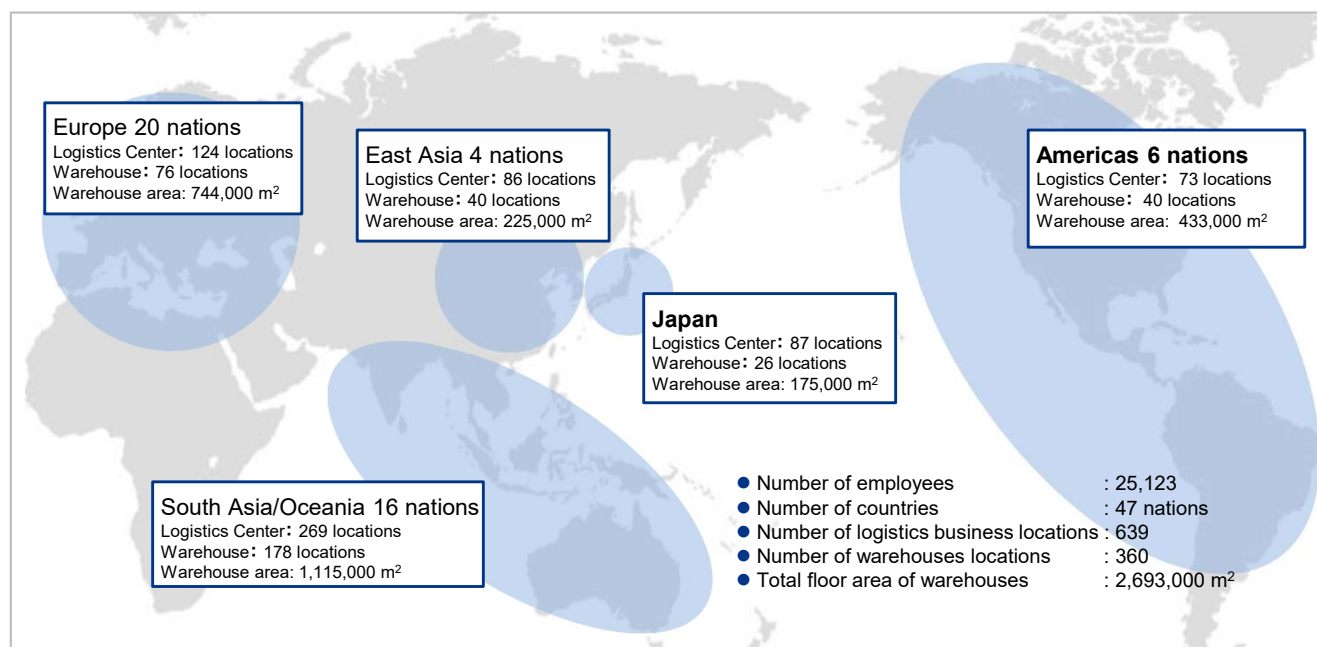 Europe 20 nations
Logistics Center： 124 locations
Warehouse： 76 locations
Warehouse area: 744,000 m²
East Asia 4 nations
Logistics Center： 86 locations
Warehouse： 40 locations
Warehouse area: 225,000 m²
Americas 6 nations
Logistics Center： 73 locations
Warehouse： 40 locations
Warehouse area: 433,000 m²
Japan
Logistics Center： 87 locations
Warehouse： 26 locations
Warehouse area: 175,000 m²
South Asia/Oceania 16 nations
Logistics Center： 269 locations
Warehouse： 178 locations
Warehouse area: 1,115,000 m²
● Number of employees : 25,123
● Number of countries : 47 nations
● Number of logistics business locations : 639
● Number of warehouses locations : 360
● Total floor area of warehouses : 2,693,000 m²